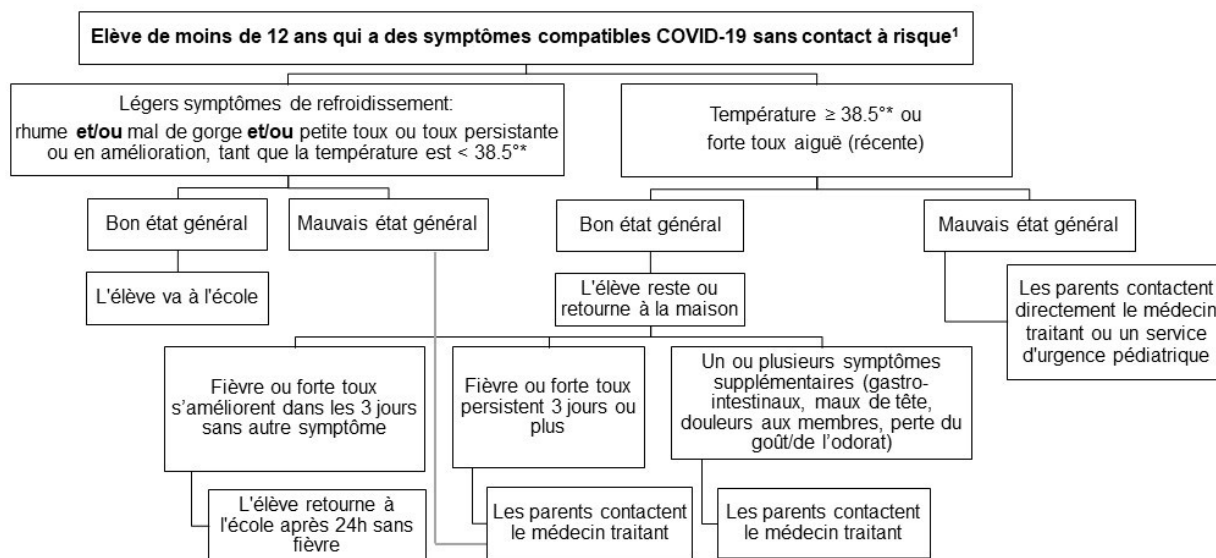 Elève de moins de 12 ans qui a des symptômes compatibles COVID-19 sans contact à risque¹
Légers symptômes de refroidissement:
rhume et/ou mal de gorge et/ou petite toux ou toux persistante
ou en amélioration, tant que la température est < 38.5°*
Température ≥ 38.5°* ou
forte toux aiguë (récente)
Bon état général
Mauvais état général
Bon état général
Mauvais état général
L'élève va à l'école
L'élève reste ou
retourne à la maison
Les parents contactent
directement le médecin
traitant ou un service
d'urgence pédiatrique
Fièvre ou forte toux
s’améliorent dans les 3 jours
sans autre symptôme
Fièvre ou forte toux
persistent 3 jours ou
plus
Un ou plusieurs symptômes
supplémentaires (gastro-
intestinaux, maux de tête,
douleurs aux membres, perte du
goût/de l’odorat)
L'élève retourne à
l'école après 24h sans
fièvre
Les parents contactent
le médecin traitant
Les parents contactent
le médecin traitant